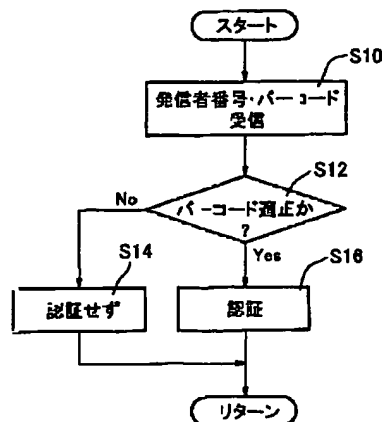 スタート
S10
発信者番号・バーコード
受信
S12
バーコード適正か
?
No
Yes
S14
S16
認証せず
認証
リターン